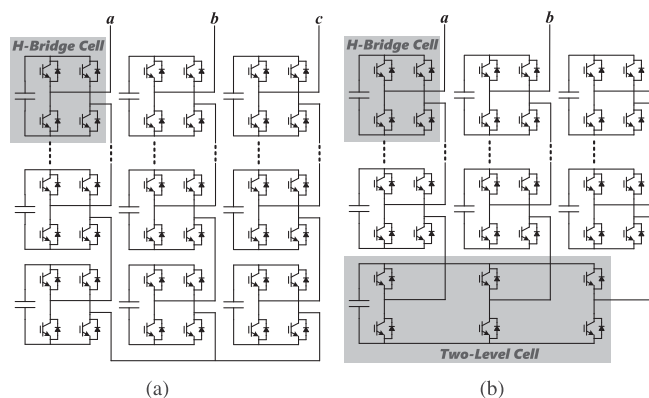 a b c a b
H-Bridge Cell H-Bridge Cell
Two-Level Cell
(a) (b)